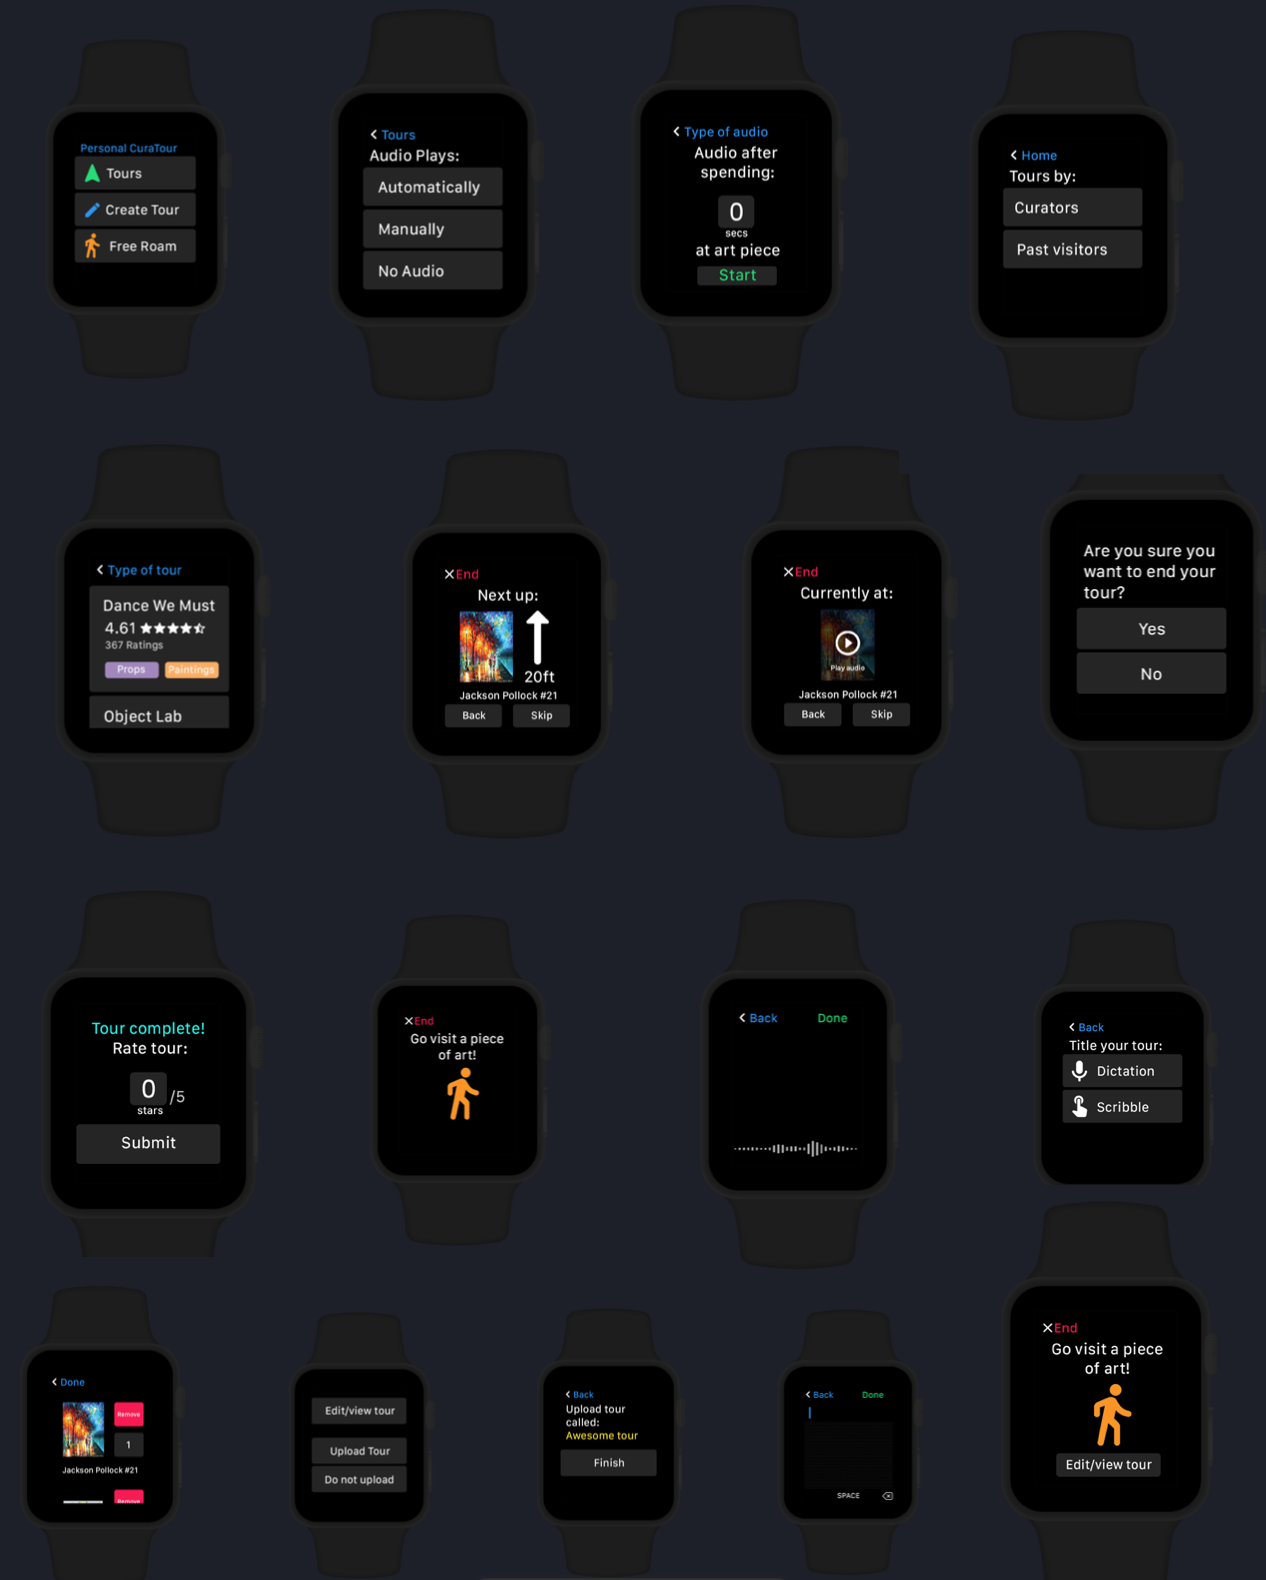 Personal CuraTour
Tours
Create Tour
Free Roam
Tours
Audio Plays:
Automatically
Manually
No Audio
Type of audio
Audio after
spending:
0
secs
at art piece
Start
Home
Tours by:
Curators
Past visitors
Type of tour
Dance We Must
4.61
367 Ratings
Props Paintings
Object Lab
End
Next up:
20ft
Jackson Pollock #21
Back Skip
End
Currently at:
Play audio
Jackson Pollock #21
Back Skip
Are you sure you
want to end your
tour?
Yes
No
Tour complete!
Rate tour:
0 /5
stars
Submit
End
Go visit a piece
of art!
Back Done
Back
Title your tour:
Dictation
Scribble
Done
Remove
1
Jackson Pollock #21
Remove
Edit/view tour
Upload Tour
Do not upload
Back
Upload tour
called:
Awesome tour
Finish
Back Done
SPACE
End
Go visit a piece
of art!
Edit/view tour